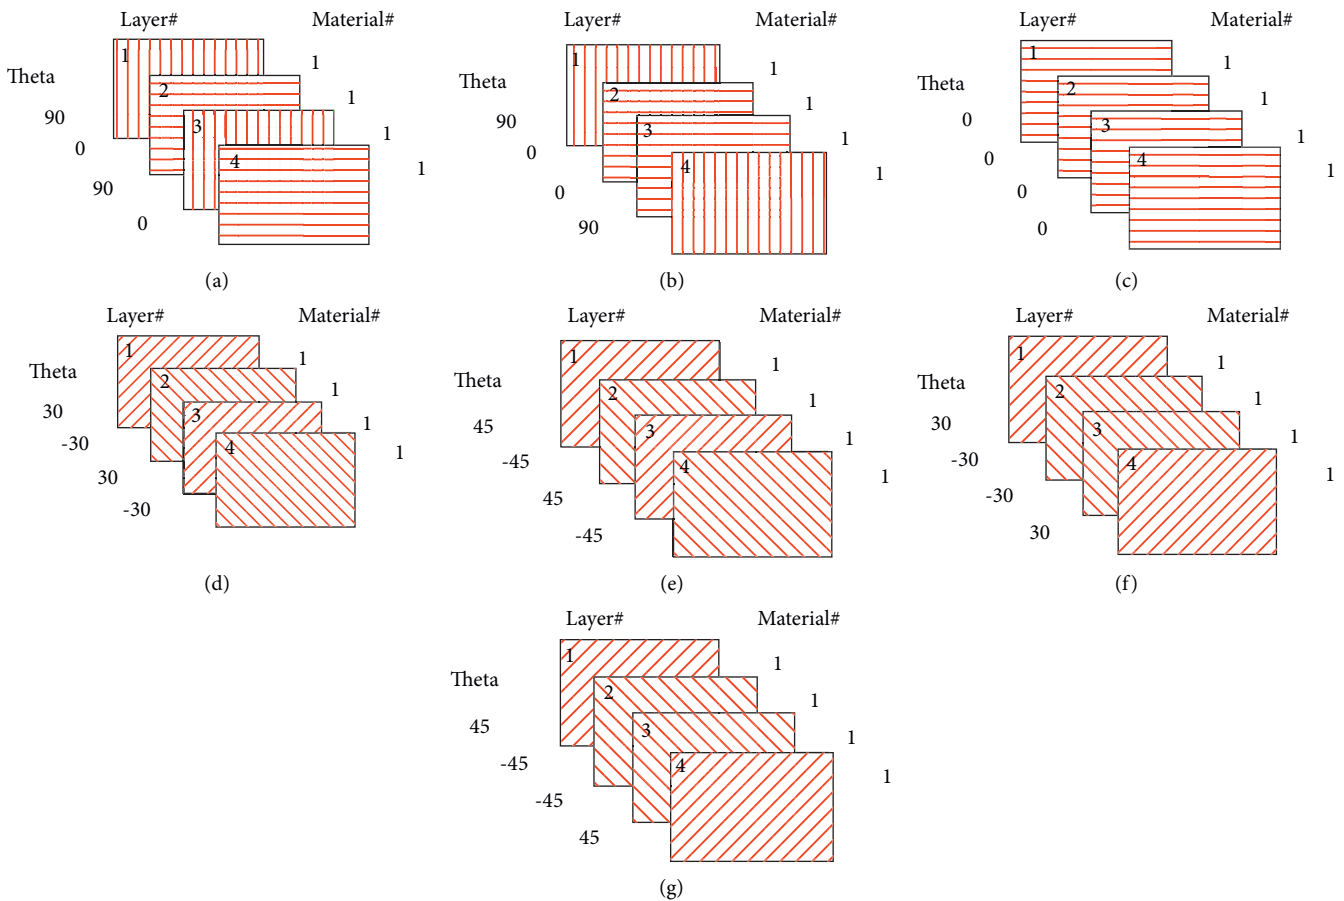 Layer# Material#
1 1
Theta 2 1
90 3 1
0 4 1
90
0
(a)
Layer# Material#
1 1
Theta 2 1
90 3 1
0 4 1
0
90
(b)
Layer# Material#
1 1
Theta 2 1
0 3 1
0 4 1
0
0
(c)
Layer# Material#
1 1
Theta 2 1
30 3 1
-30 4 1
30
-30
(d)
Layer# Material#
1 1
Theta 2 1
45 3 1
-45 4 1
45
-45
(e)
Layer# Material#
1 1
Theta 2 1
30 3 1
-30 4 1
-30
30
(f)
Layer# Material#
1 1
Theta 2 1
45 3 1
-45 4 1
-45
45
(g)